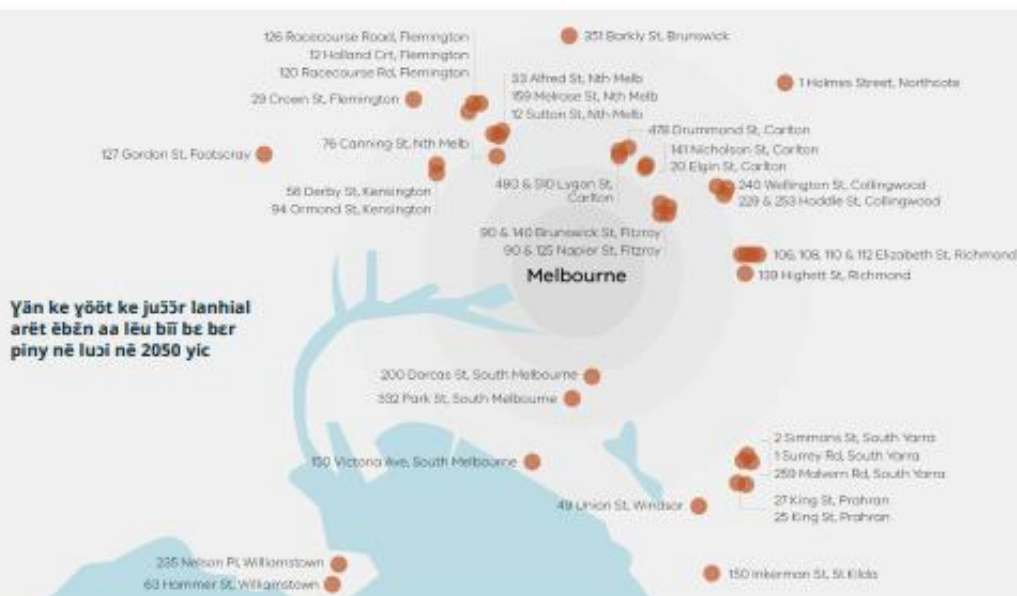 126 Racecourse Road, Flemington
12 Holland Crt, Flemington
120 Racecourse Rd, Flemington
29 Crown St, Flemington
351 Barkly St, Brunswick
1 Holmes Street, Northcote
33 Alfred St, Nth Melb
159 Melrose St, Nth Melb
12 Sutton St, Nth Melb
76 Canning St, Nth Melb
127 Gordon St, Footscray
478 Drummond St, Carlton
141 Nicholson St, Carlton
20 Elgin St, Carlton
56 Derby St, Kensington
94 Ormond St, Kensington
480 & 510 Lygon St,
Carlton
240 Wellington St, Collingwood
229 & 253 Hoddle St, Collingwood
90 & 140 Brunswick St, Fitzroy
90 & 125 Napier St, Fitzroy
106, 108, 110 & 112 Elizabeth St, Richmond
139 Highett St, Richmond
Melbourne
Ɣän ke ɣööt ke juɔ̈ɔ̈r lanhial
arët ëbɛ̈n aa lëu bïï bɛ bɛr
piny në luɔi në 2050 yic
200 Dorcas St, South Melbourne
332 Park St, South Melbourne
150 Victoria Ave, South Melbourne
2 Simmons St, South Yarra
1 Surrey Rd, South Yarra
259 Malvern Rd, South Yarra
27 King St, Prahran
25 King St, Prahran
49 Union St, Windsor
235 Nelson Pl, Williamstown
63 Hanmer St, Williamstown
150 Inkerman St, St Kilda